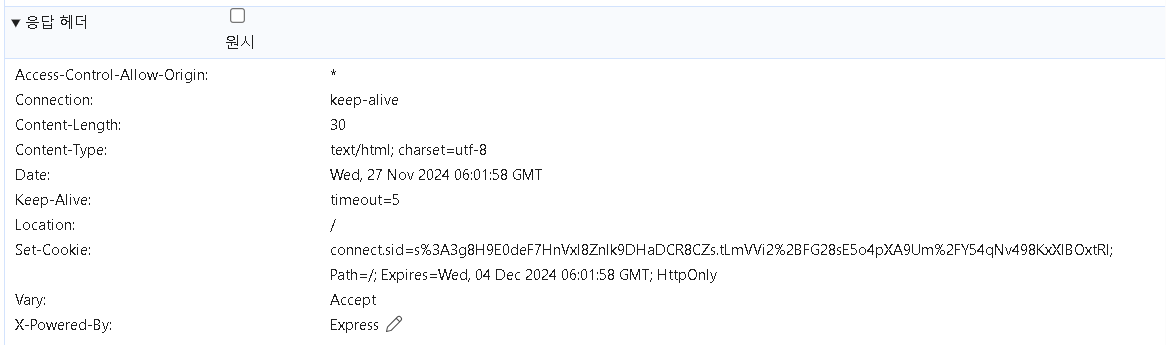 ▼ 응답 헤더
원시
Access-Control-Allow-Origin: *
Connection: keep-alive
Content-Length: 30
Content-Type: text/html; charset=utf-8
Date: Wed, 27 Nov 2024 06:01:58 GMT
Keep-Alive: timeout=5
Location: /
Set-Cookie: connect.sid=s%3A3g8H9E0deF7HnVxI8ZnIk9DHaDCR8CZs.tLmVVi2%2BFG28sE5o4pXA9Um%2FY54qNv498KxXIBOxtRI;
Path=/; Expires=Wed, 04 Dec 2024 06:01:58 GMT; HttpOnly
Vary: Accept
X-Powered-By: Express